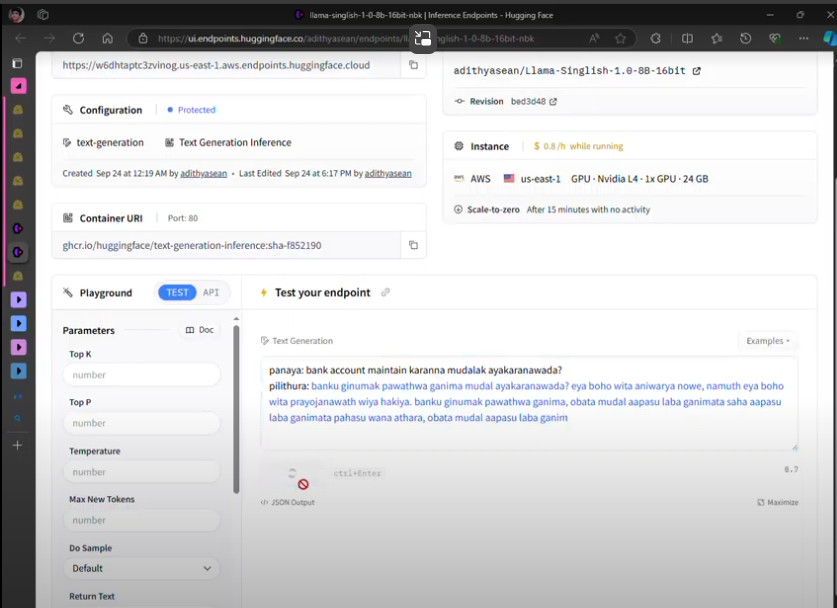 llama-singlish-1-0-8b-16bit-nbk | Inference Endpoints - Hugging Face
https://ui.endpoints.huggingface.co/adithyasean/endpoints/ll singlish-1-0-8b-16bit-nbk
https://w6dhtaptc3zvinog.us-east-1.aws.endpoints.huggingface.cloud
adithyasean/Llama-Singlish-1.0-8B-16bit
Revision bed3d48
Configuration Protected
text-generation Text Generation Inference
Created Sep 24 at 12:19 AM by adithyasean • Last Edited Sep 24 at 6:17 PM by adithyasean
Instance $ 0.8/h while running
aws AWS us-east-1 GPU · Nvidia L4 · 1x GPU · 24 GB
Scale-to-zero After 15 minutes with no activity
Container URI Port: 80
ghcr.io/huggingface/text-generation-inference:sha-f852190
Playground TEST API
Test your endpoint
Parameters Doc
Text Generation Examples
Top K
number
panaya: bank account maintain karanna mudalak ayakaranawada?
pilithura: banku ginumak pawathwa ganima mudal ayakaranawada? eya boho wita aniwarya nowe, namuth eya boho
wita prayojanawath wiya hakiya. banku ginumak pawathwa ganima, obata mudal aapasu laba ganimata saha aapasu
laba ganimata pahasu wana athara, obata mudal aapasu laba ganim
Top P
number
Temperature
number
ctrl+Enter
0.7
JSON Output Maximize
Max New Tokens
number
Do Sample
Default
Return Text